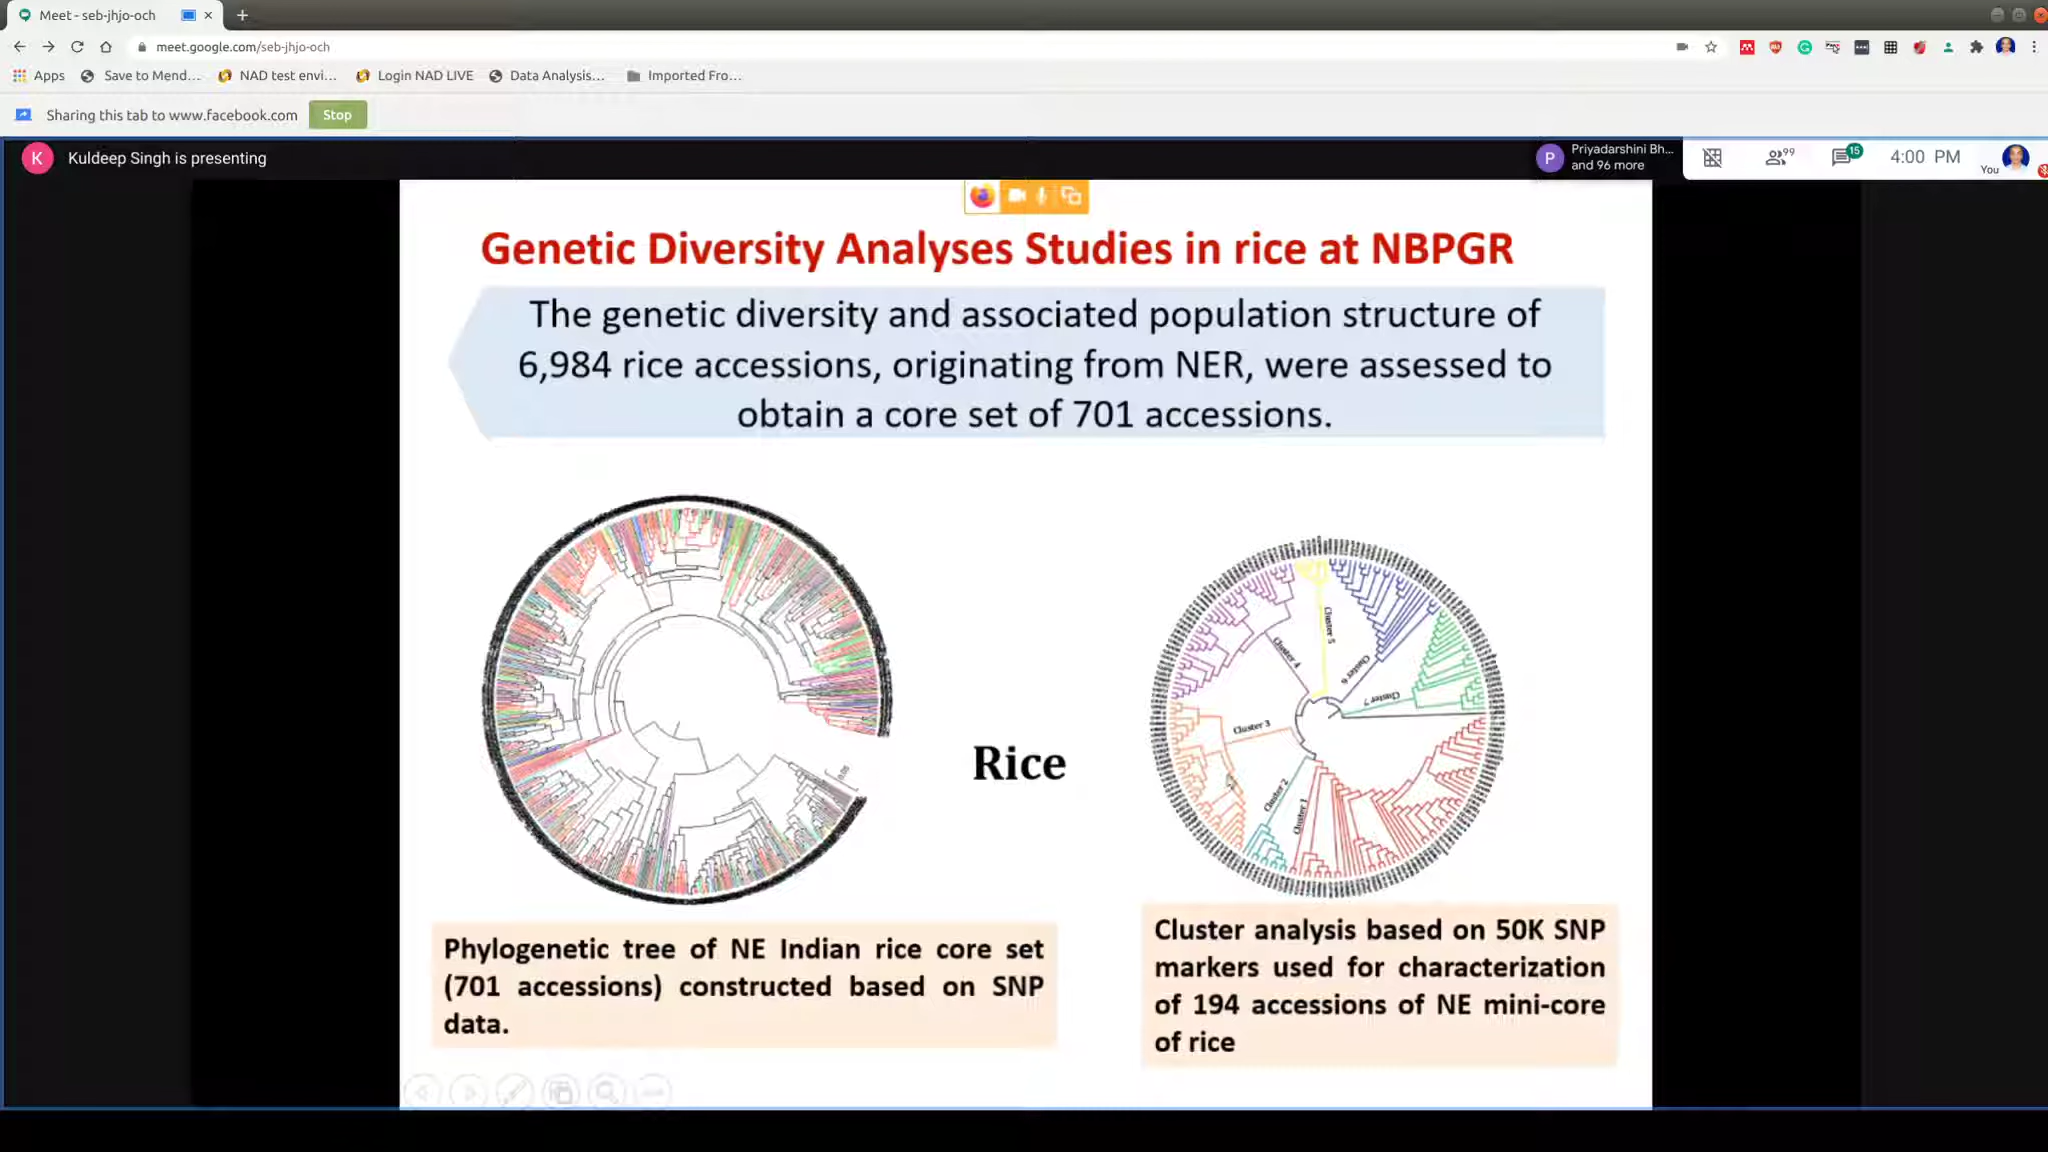 Meet - seb-jhjo-och
meet.google.com/seb-jhjo-och
Apps
Save to Mend...
NAD test envi...
Login NAD LIVE
Data Analysis...
Imported Fro...
Sharing this tab to www.facebook.com
Stop
K
Kuldeep Singh is presenting
P
Priyadarshini Bh...
and 96 more
99
15
4:00 PM
You
Genetic Diversity Analyses Studies in rice at NBPGR
The genetic diversity and associated population structure of
6,984 rice accessions, originating from NER, were assessed to
obtain a core set of 701 accessions.
0.05
Rice
Cluster 5
Cluster 4
Cluster 6
Cluster 7
Cluster 3
Cluster 2
Cluster 1
Phylogenetic tree of NE Indian rice core set
(701 accessions) constructed based on SNP
data.
Cluster analysis based on 50K SNP
markers used for characterization
of 194 accessions of NE mini-core
of rice